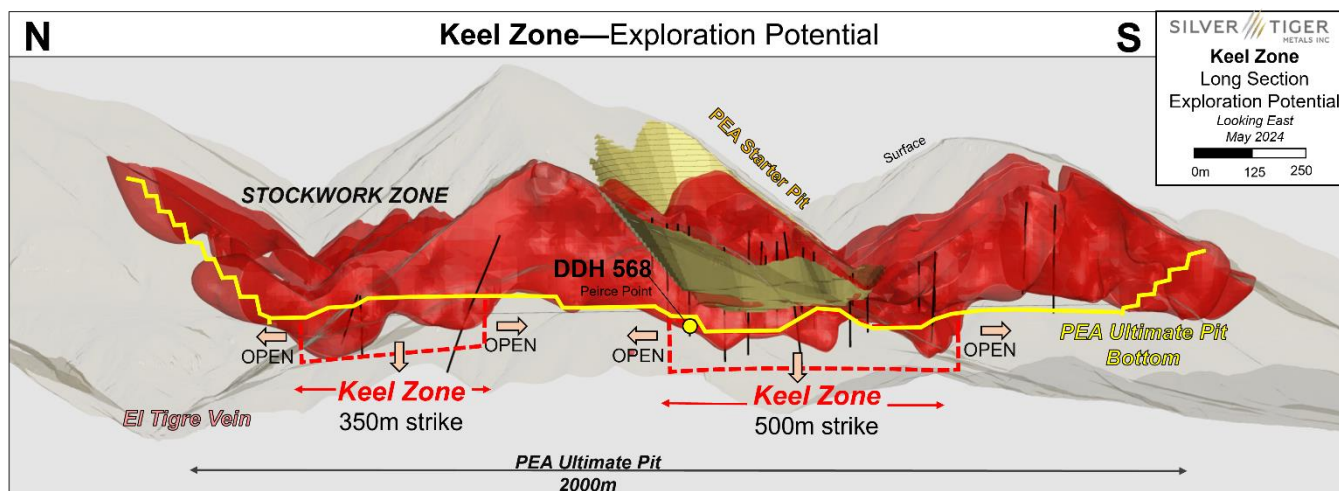 N
Keel Zone—Exploration Potential
S
SILVER TIGER
METALS INC
Keel Zone
Long Section
Exploration Potential
Looking East
May 2024
0m 125 250
PEA Starter Pit
Surface
STOCKWORK ZONE
DDH 568
Peirce Point
OPEN
OPEN
OPEN
OPEN
PEA Ultimate Pit
Bottom
Keel Zone
350m strike
Keel Zone
500m strike
El Tigre Vein
PEA Ultimate Pit
2000m